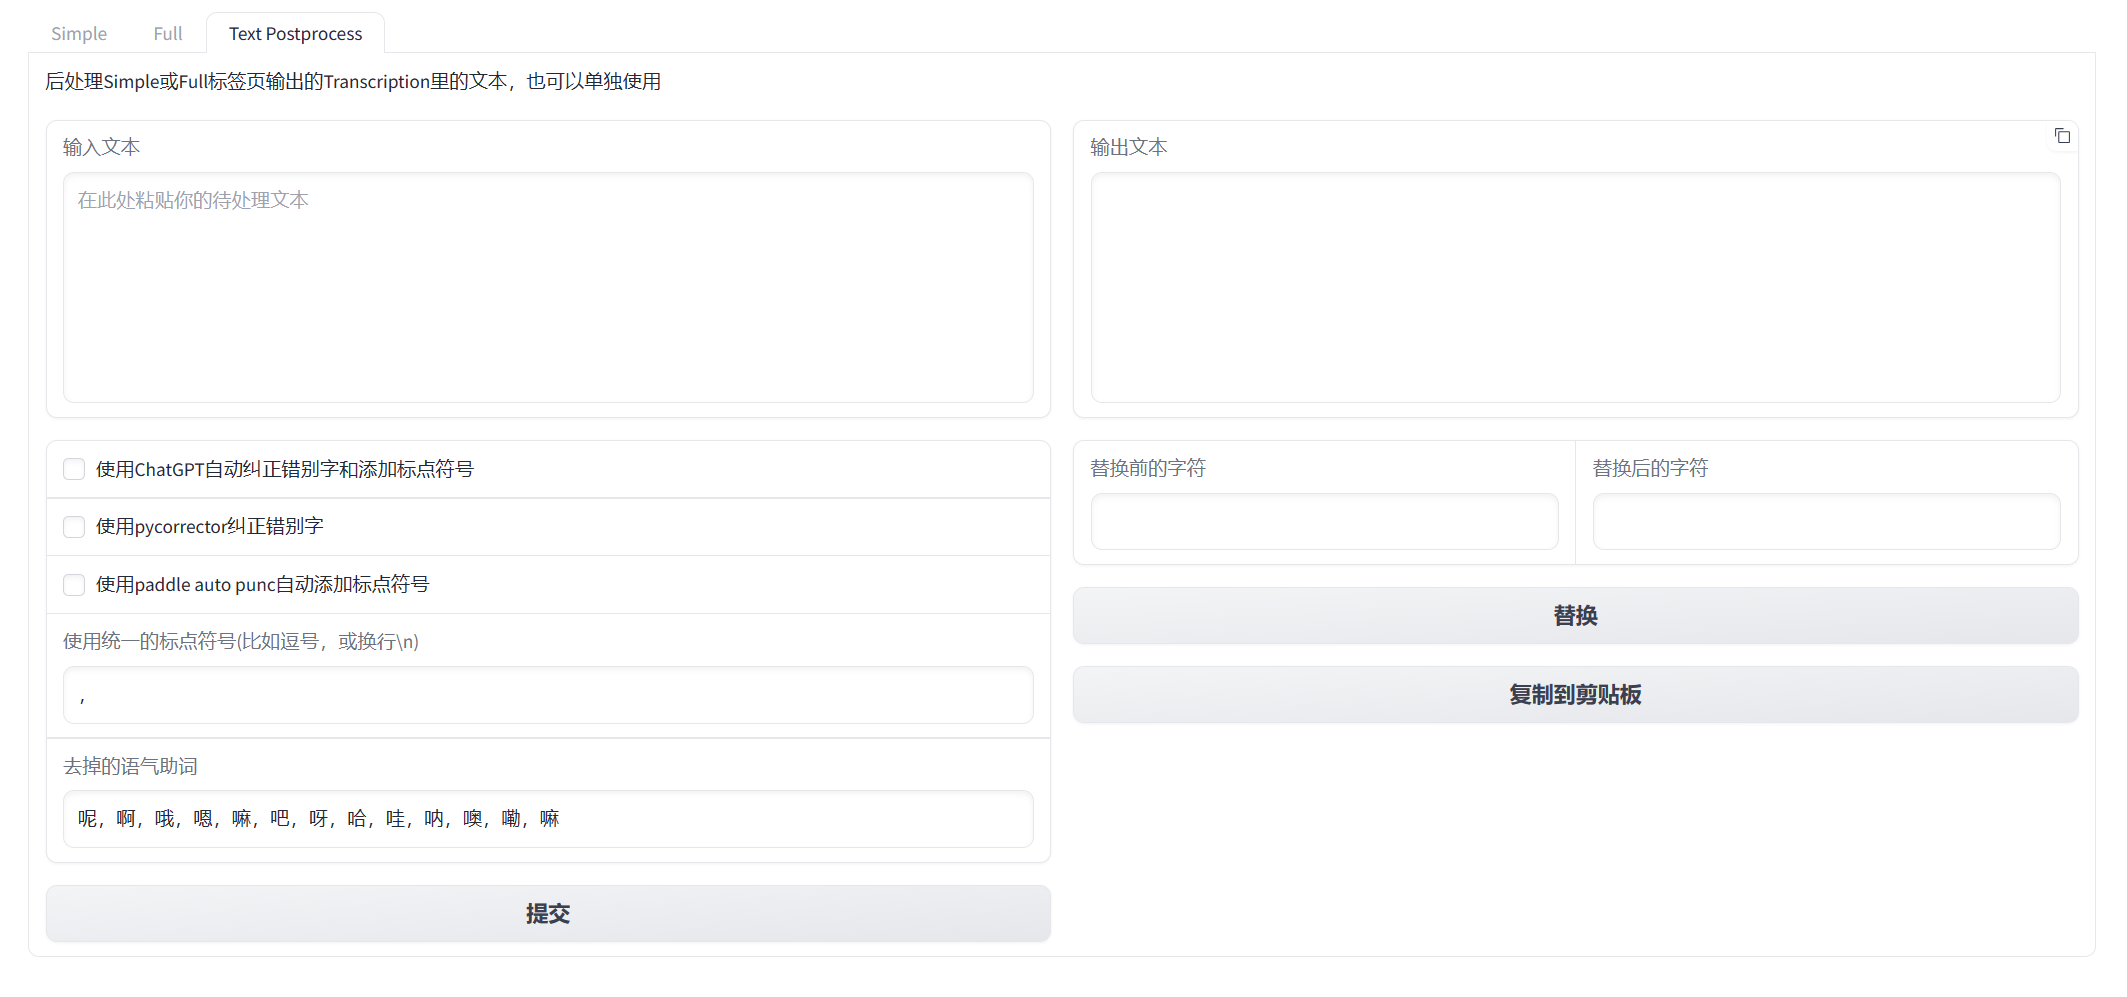 Simple
Full
Text Postprocess
后处理Simple或Full标签页输出的Transcription里的文本，也可以单独使用
输入文本
在此处粘贴你的待处理文本
使用ChatGPT自动纠正错别字和添加标点符号
使用pycorrector纠正错别字
使用paddle auto punc自动添加标点符号
使用统一的标点符号(比如逗号，或换行\n)
，
去掉的语气助词
呢，啊，哦，嗯，嘛，吧，呀，哈，哇，呐，噢，嘞，嘛
提交
输出文本
替换前的字符
替换后的字符
替换
复制到剪贴板